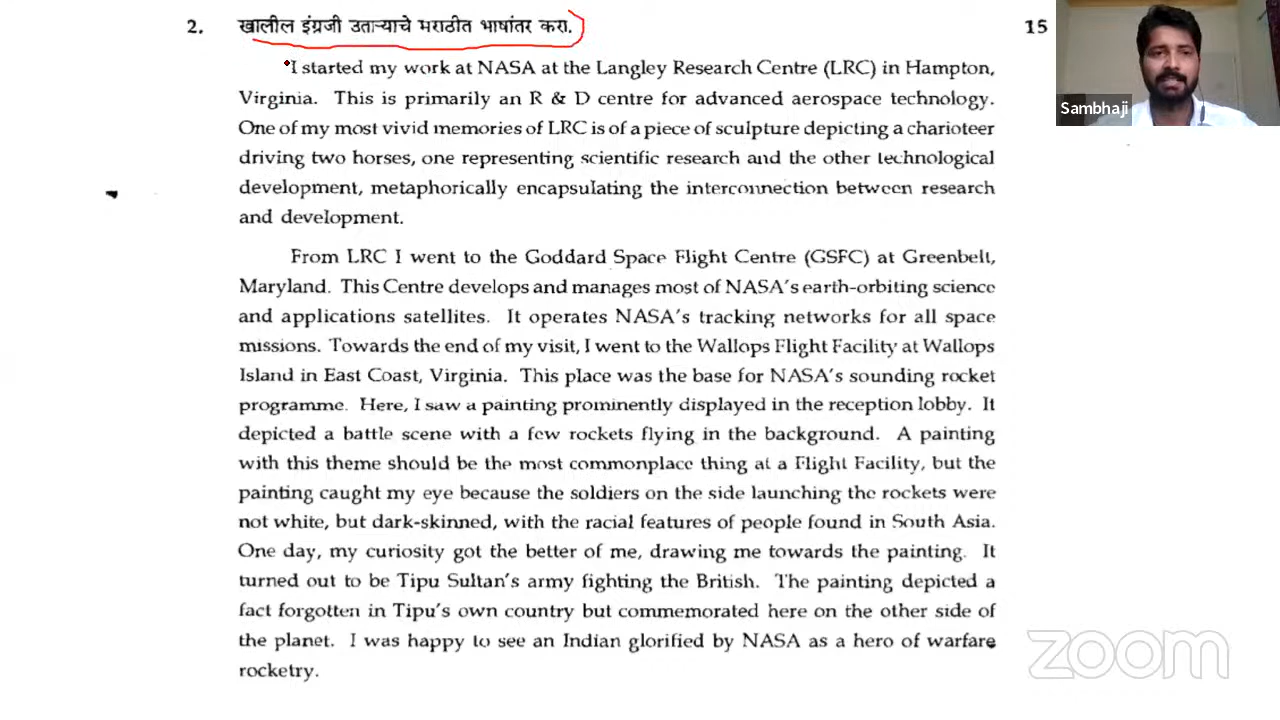 2. खालील इंग्रजी उताऱ्याचे मराठीत भाषांतर करा. 15
I started my work at NASA at the Langley Research Centre (LRC) in Hampton,
Virginia. This is primarily an R & D centre for advanced aerospace technology.
One of my most vivid memories of LRC is of a piece of sculpture depicting a charioteer
driving two horses, one representing scientific research and the other technological
development, metaphorically encapsulating the interconnection between research
and development.
From LRC I went to the Goddard Space Flight Centre (GSFC) at Greenbelt,
Maryland. This Centre develops and manages most of NASA's earth-orbiting science
and applications satellites. It operates NASA's tracking networks for all space
missions. Towards the end of my visit, I went to the Wallops Flight Facility at Wallops
Island in East Coast, Virginia. This place was the base for NASA's sounding rocket
programme. Here, I saw a painting prominently displayed in the reception lobby. It
depicted a battle scene with a few rockets flying in the background. A painting
with this theme should be the most commonplace thing at a Flight Facility, but the
painting caught my eye because the soldiers on the side launching the rockets were
not white, but dark-skinned, with the racial features of people found in South Asia.
One day, my curiosity got the better of me, drawing me towards the painting. It
turned out to be Tipu Sultan's army fighting the British. The painting depicted a
fact forgotten in Tipu's own country but commemorated here on the other side of
the planet. I was happy to see an Indian glorified by NASA as a hero of warfare
rocketry.
Sambhaji
zoom